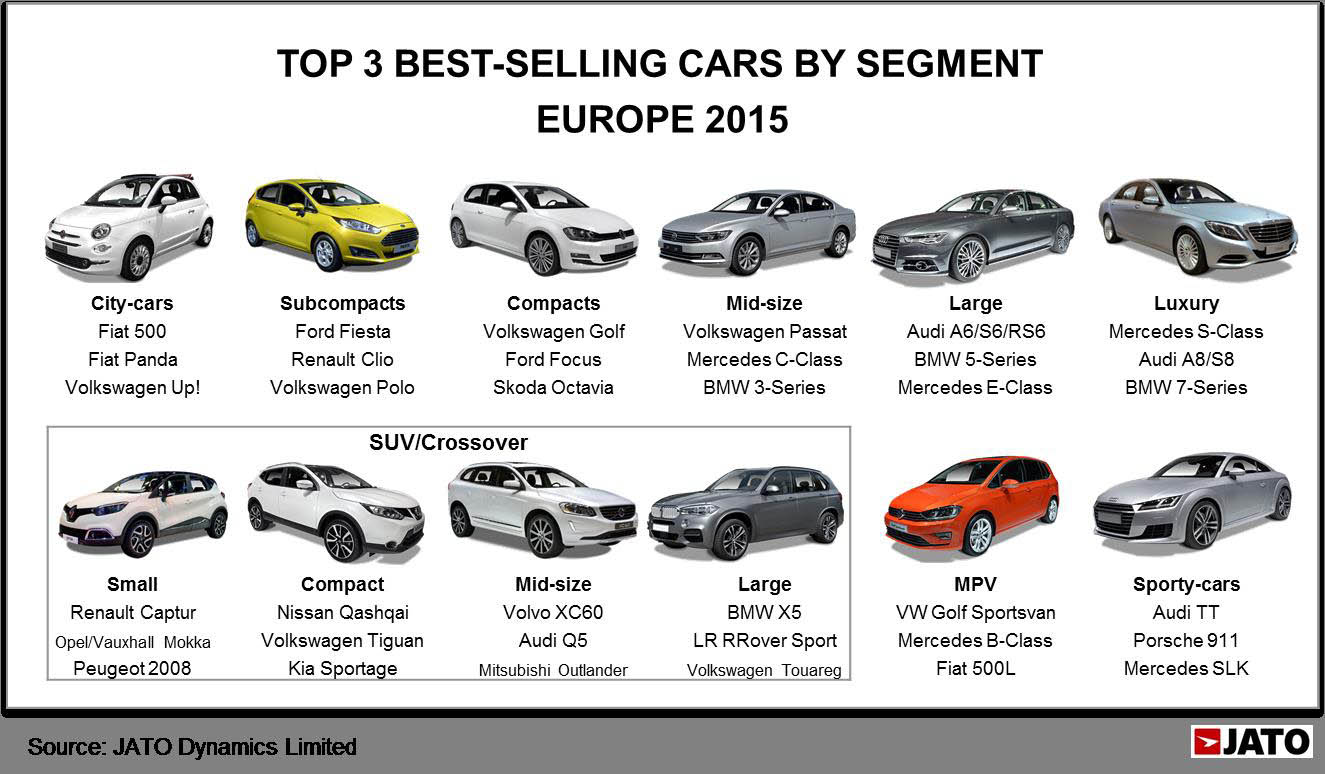 TOP 3 BEST-SELLING CARS BY SEGMENT
EUROPE 2015
City-cars
Fiat 500
Fiat Panda
Volkswagen Up!
Subcompacts
Ford Fiesta
Renault Clio
Volkswagen Polo
Compacts
Volkswagen Golf
Ford Focus
Skoda Octavia
Mid-size
Volkswagen Passat
Mercedes C-Class
BMW 3-Series
Large
Audi A6/S6/RS6
BMW 5-Series
Mercedes E-Class
Luxury
Mercedes S-Class
Audi A8/S8
BMW 7-Series
SUV/Crossover
Small
Renault Captur
Opel/Vauxhall Mokka
Peugeot 2008
Compact
Nissan Qashqai
Volkswagen Tiguan
Kia Sportage
Mid-size
Volvo XC60
Audi Q5
Mitsubishi Outlander
Large
BMW X5
LR RRover Sport
Volkswagen Touareg
MPV
VW Golf Sportsvan
Mercedes B-Class
Fiat 500L
Sporty-cars
Audi TT
Porsche 911
Mercedes SLK
Source: JATO Dynamics Limited
JATO